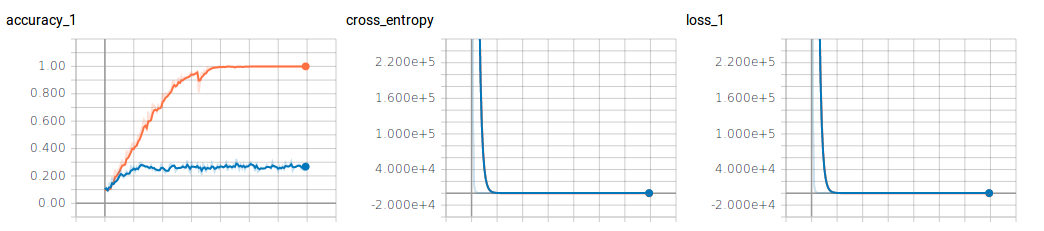 accuracy_1
1.00
0.800
0.600
0.400
0.200
0.00
cross_entropy
2.200e+5
1.600e+5
1.000e+5
4.000e+4
-2.000e+4
loss_1
2.200e+5
1.600e+5
1.000e+5
4.000e+4
-2.000e+4